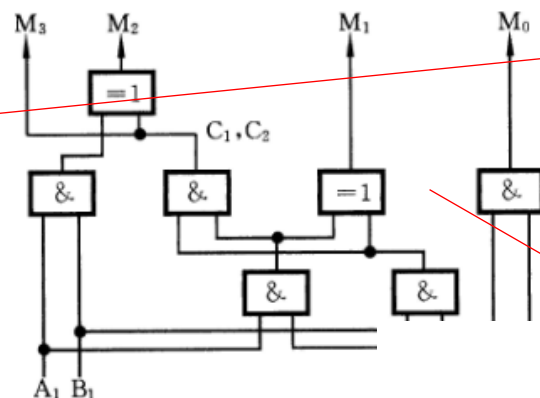 M₃ M₂ M₁ M₀
=1
C₁,C₂
& & =1 &
& &
A₁ B₁